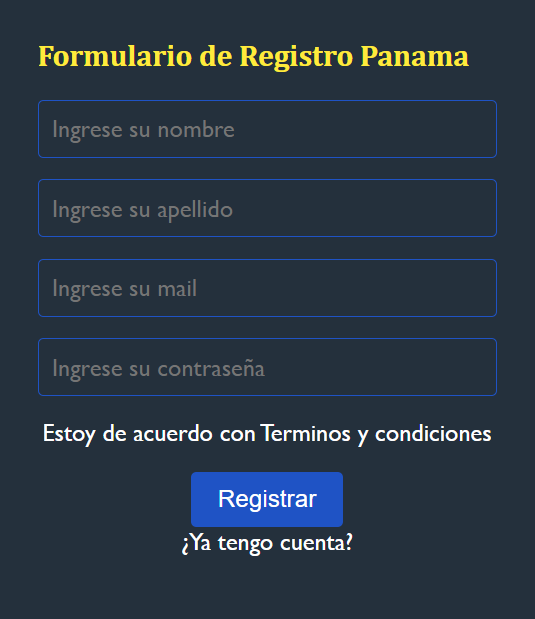 Formulario de Registro Panama
Ingrese su nombre
Ingrese su apellido
Ingrese su mail
Ingrese su contraseña
Estoy de acuerdo con Terminos y condiciones
Registrar
¿Ya tengo cuenta?